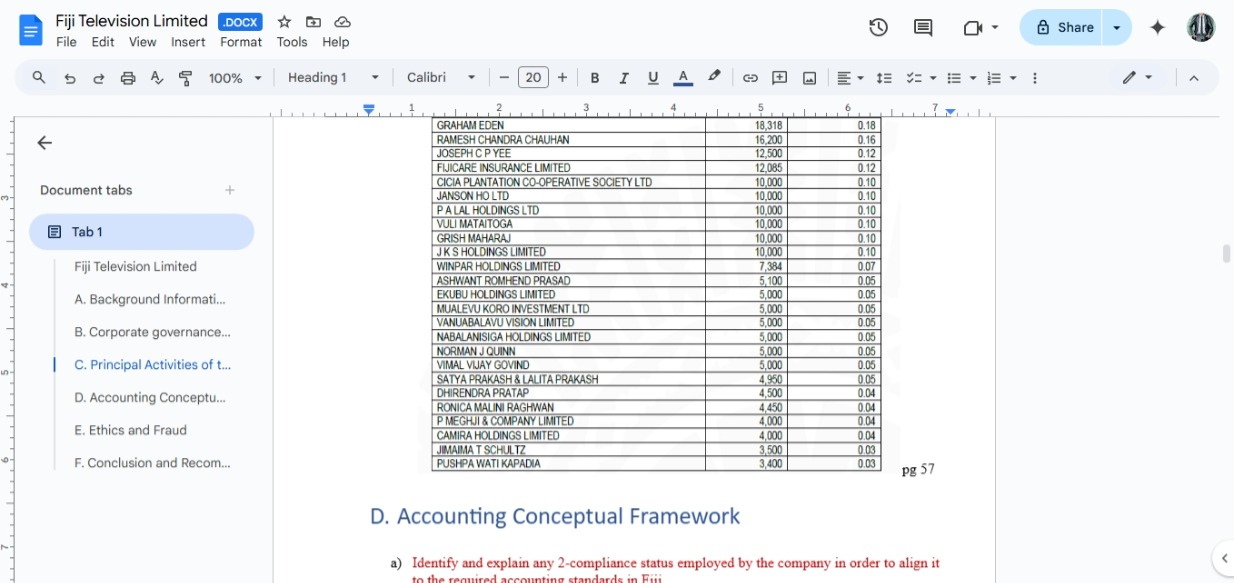 Fiji Television Limited .DOCX
File Edit View Insert Format Tools Help
Share
100% Heading 1 Calibri 20 B I U A
1 2 3 4 5 6 7
Document tabs
Tab 1
Fiji Television Limited
A. Background Informati...
B. Corporate governance...
C. Principal Activities of t...
D. Accounting Conceptu...
E. Ethics and Fraud
F. Conclusion and Recom...
3
4
5
6
7
GRAHAM EDEN 18,318 0.18
RAMESH CHANDRA CHAUHAN 16,200 0.16
JOSEPH C P YEE 12,500 0.12
FIJICARE INSURANCE LIMITED 12,085 0.12
CICIA PLANTATION CO-OPERATIVE SOCIETY LTD 10,000 0.10
JANSON HO LTD 10,000 0.10
P A LAL HOLDINGS LTD 10,000 0.10
VULI MATAITOGA 10,000 0.10
GRISH MAHARAJ 10,000 0.10
J K S HOLDINGS LIMITED 10,000 0.10
WINPAR HOLDINGS LIMITED 7,384 0.07
ASHWANT ROMHEND PRASAD 5,100 0.05
EKUBU HOLDINGS LIMITED 5,000 0.05
MUALEVU KORO INVESTMENT LTD 5,000 0.05
VANUABALAVU VISION LIMITED 5,000 0.05
NABALANISIGA HOLDINGS LIMITED 5,000 0.05
NORMAN J QUINN 5,000 0.05
VIMAL VIJAY GOVIND 5,000 0.05
SATYA PRAKASH & LALITA PRAKASH 4,950 0.05
DHIRENDRA PRATAP 4,500 0.04
RONICA MALINI RAGHWAN 4,450 0.04
P MEGHJI & COMPANY LIMITED 4,000 0.04
CAMIRA HOLDINGS LIMITED 4,000 0.04
JIMAIMA T SCHULTZ 3,500 0.03
PUSHPA WATI KAPADIA 3,400 0.03
pg 57
D. Accounting Conceptual Framework
a) Identify and explain any 2-compliance status employed by the company in order to align it
to the required accounting standards in Fiji